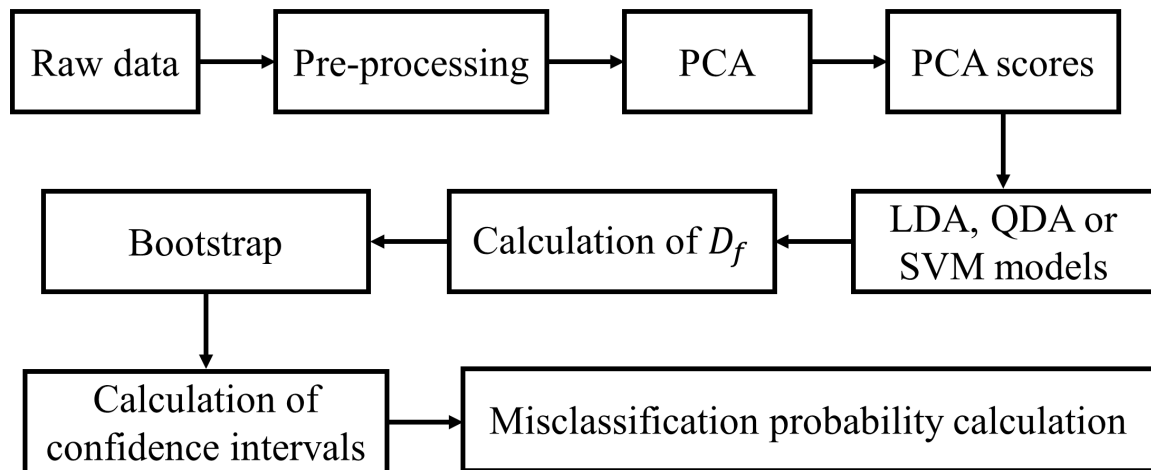 Raw data
Pre-processing
PCA
PCA scores
LDA, QDA or
SVM models
Calculation of D_f
Bootstrap
Calculation of
confidence intervals
Misclassification probability calculation